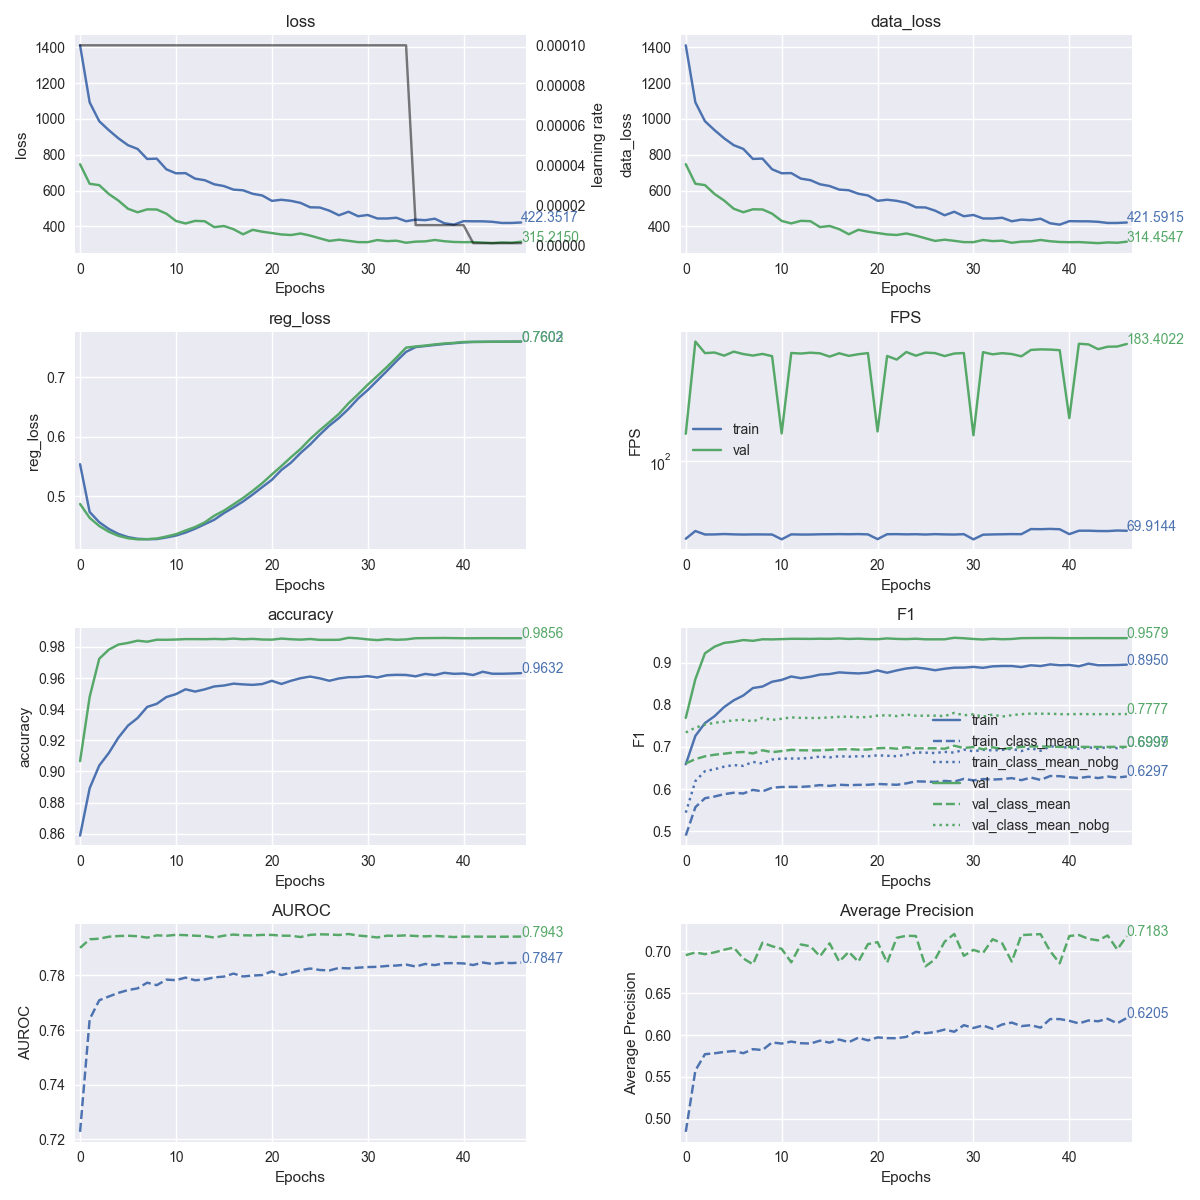 loss
1400
1200
1000
800
600
400
loss
0.00010
0.00008
0.00006
0.00004
0.00002
0.00000
learning rate
422.3517
315.2150
0 10 20 30 40
Epochs
data_loss
1400
1200
1000
800
600
400
data_loss
421.5915
314.4547
0 10 20 30 40
Epochs
reg_loss
0.7
0.6
0.5
reg_loss
0 10 20 30 40
Epochs
FPS
10²
FPS
train
val
183.4022
69.9144
0 10 20 30 40
Epochs
accuracy
0.98
0.96
0.94
0.92
0.90
0.88
0.86
accuracy
0.9856
0.9632
0 10 20 30 40
Epochs
F1
0.9
0.8
0.7
0.6
0.5
F1
train
train_class_mean
train_class_mean_nobg
val
val_class_mean
val_class_mean_nobg
0.9579
0.8950
0.7777
0.6297
0 10 20 30 40
Epochs
AUROC
0.78
0.76
0.74
0.72
AUROC
0.7943
0.7847
0 10 20 30 40
Epochs
Average Precision
0.70
0.65
0.60
0.55
0.50
Average Precision
0.7183
0.6205
0 10 20 30 40
Epochs